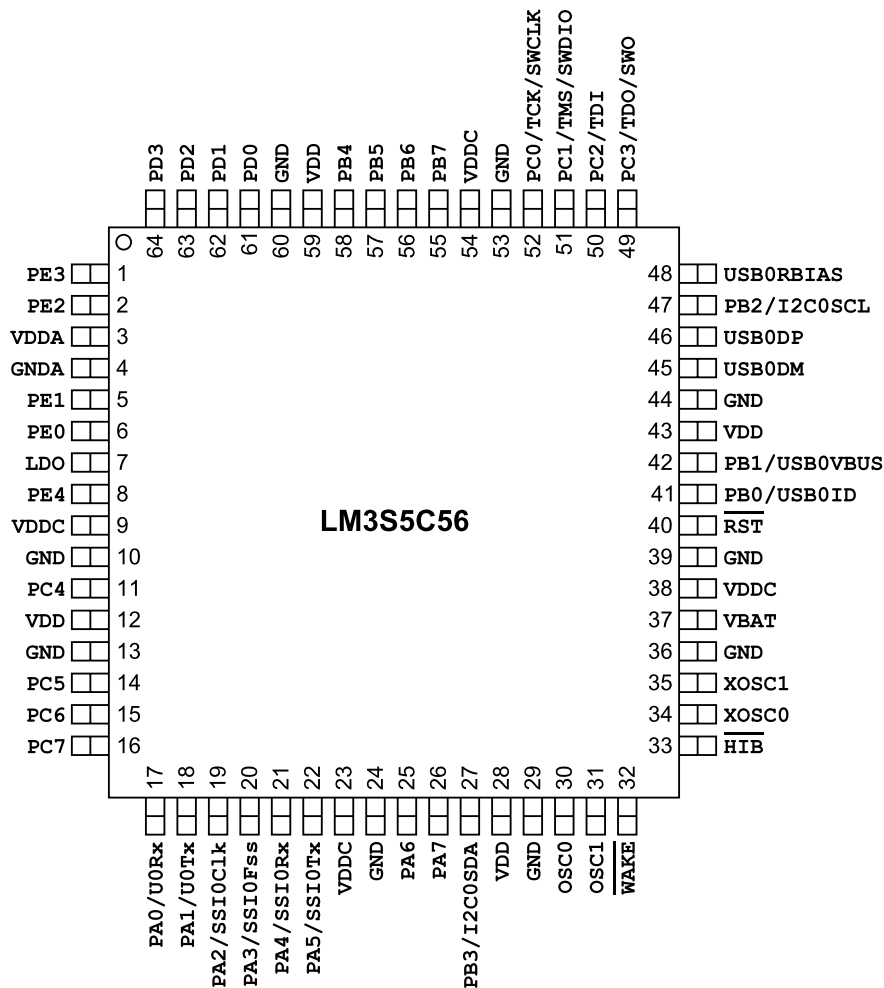 PD3
PD2
PD1
PD0
GND
VDD
PB4
PB5
PB6
PB7
VDDC
GND
PC0/TCK/SWCLK
PC1/TMS/SWDIO
PC2/TDI
PC3/TDO/SWO
64
63
62
61
60
59
58
57
56
55
54
53
52
51
50
49
PE3 1
PE2 2
VDDA 3
GNDA 4
PE1 5
PE0 6
LDO 7
PE4 8
VDDC 9
GND 10
PC4 11
VDD 12
GND 13
PC5 14
PC6 15
PC7 16
LM3S5C56
48 USB0RBIAS
47 PB2/I2C0SCL
46 USB0DP
45 USB0DM
44 GND
43 VDD
42 PB1/USB0VBUS
41 PB0/USB0ID
40 RST
39 GND
38 VDDC
37 VBAT
36 GND
35 XOSC1
34 XOSC0
33 HIB
17
18
19
20
21
22
23
24
25
26
27
28
29
30
31
32
PA0/U0Rx
PA1/U0Tx
PA2/SSI0Clk
PA3/SSI0Fss
PA4/SSI0Rx
PA5/SSI0Tx
VDDC
GND
PA6
PA7
PB3/I2C0SDA
VDD
GND
OSC0
OSC1
WAKE